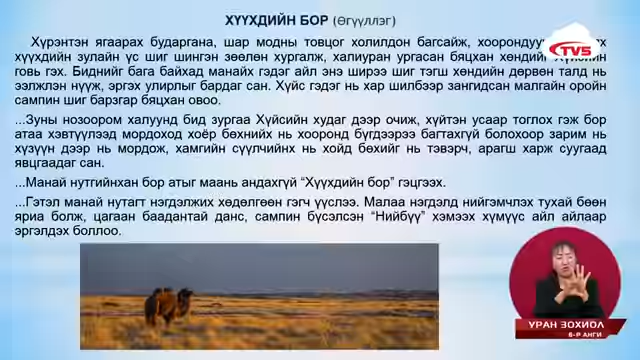 ХҮҮХДИЙН БОР (Өгүүллэг)
TV5
Хүрэнтэн ягаарах бударгана, шар модны товцог холилдон багсайж,
хүүхдийн зулайн үс шиг шингэн зөөлөн хургалж, халиуран ургасан бяцхан хөндийг
говь гэх. Биднийг бага байхад манайх гэдэг айл энэ ширээ шиг тэгш хөндийн дөрвөн талд нь
ээлжлэн нүүж, эргэх улирлыг бардаг сан. Хүйс гэдэг нь хар шилбээр зангидсан малгайн оройн
сампин шиг барзгар бяцхан овоо.
...Зуны нозоором халуунд бид зургаа Хүйсийн худаг дээр очиж, хүйтэн усаар тоглох гэж бор
атаа хэвтүүлээд мордоход хоёр бөхнийх нь хооронд бүгдээрээ багтахгүй болохоор зарим нь
хүзүүн дээр нь мордож, хамгийн сүүлчийнх нь хойд бөхийг нь тэвэрч, арагш харж суугаад
явцгаадаг сан.
...Манай нутгийнхан бор атыг маань андахгүй “Хүүхдийн бор” гэцгээх.
...Гэтэл манай нутагт нэгдэлжих хөдөлгөөн гэгч үүслээ. Малаа нэгдэлд нийгэмчлэх тухай бөөн
яриа болж, цагаан баадантай данс, сампин бүсэлсэн “Нийбүү” хэмээх хүмүүс айл айлаар
эргэлдэх боллоо.
УРАН ЗОХИОЛ
6-Р АНГИ